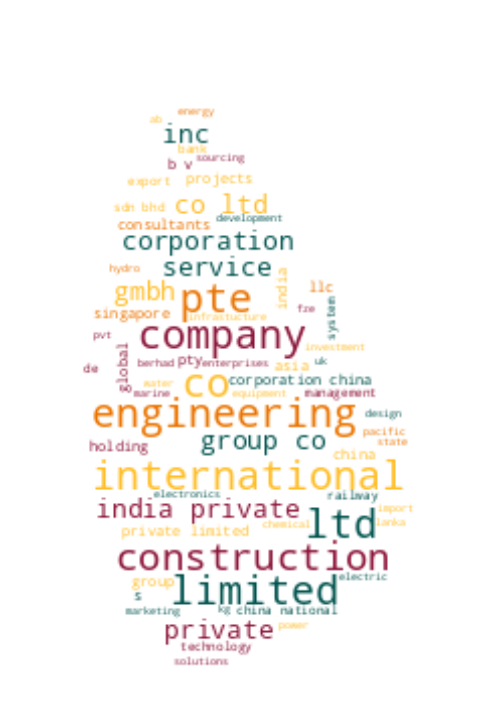 energy
ab
inc
bank
b v sourcing
export projects
sdn bhd co ltd
development
consultants
corporation
hydro service
india
gmbh pte llc
fze
singapore infrastucture
system
pvt company
investment
global
de berhad pty enterprises asia uk
water co corporation china
marine equipment management
engineering design
pacific
holding group co state
china
international
electronics railway
india private import
ltd lanka
private limited chemical
construction
group limited electric
s
marketing kg china national
private power
technology
solutions